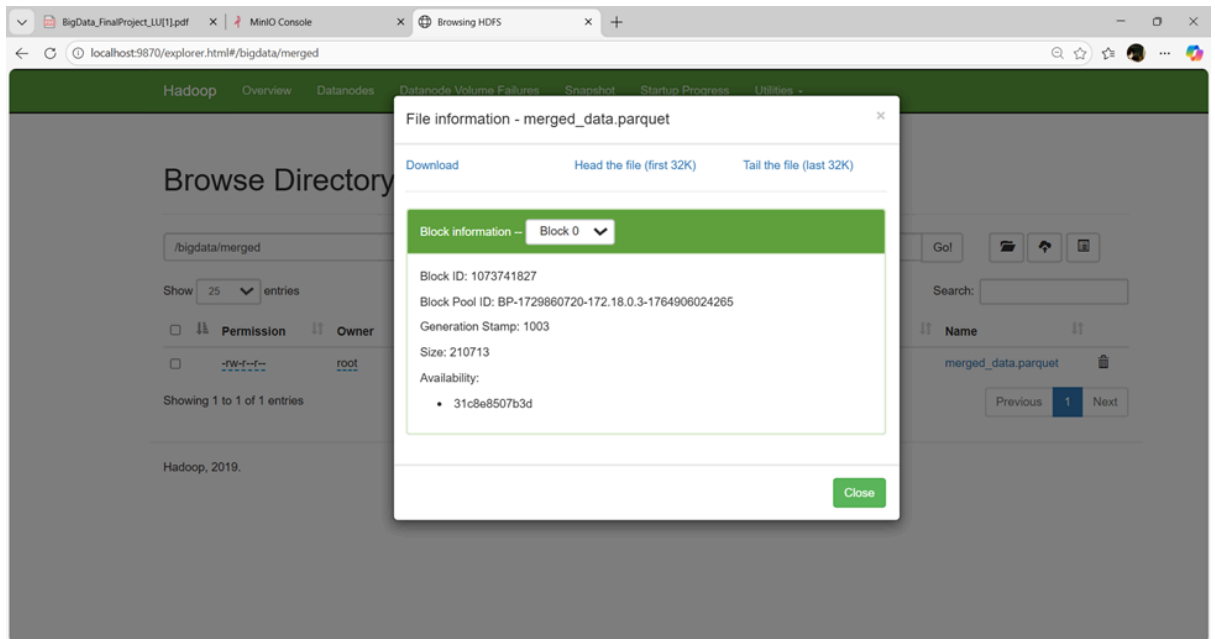 BigData_FinalProject_LU[1].pdf
MinIO Console
Browsing HDFS
localhost:9870/explorer.html#/bigdata/merged
Hadoop Overview Datanodes Datanode Volume Failures Snapshot Startup Progress Utilities
File information - merged_data.parquet
Download Head the file (first 32K) Tail the file (last 32K)
Browse Directory
Block information -- Block 0
/bigdata/merged Go!
Block ID: 1073741827
Show 25 entries Search:
Block Pool ID: BP-1729860720-172.18.0.3-1764906024265
Generation Stamp: 1003
Permission Owner Name
Size: 210713
-rw-r--r-- root merged_data.parquet
Availability:
31c8e8507b3d
Showing 1 to 1 of 1 entries Previous 1 Next
Hadoop, 2019.
Close